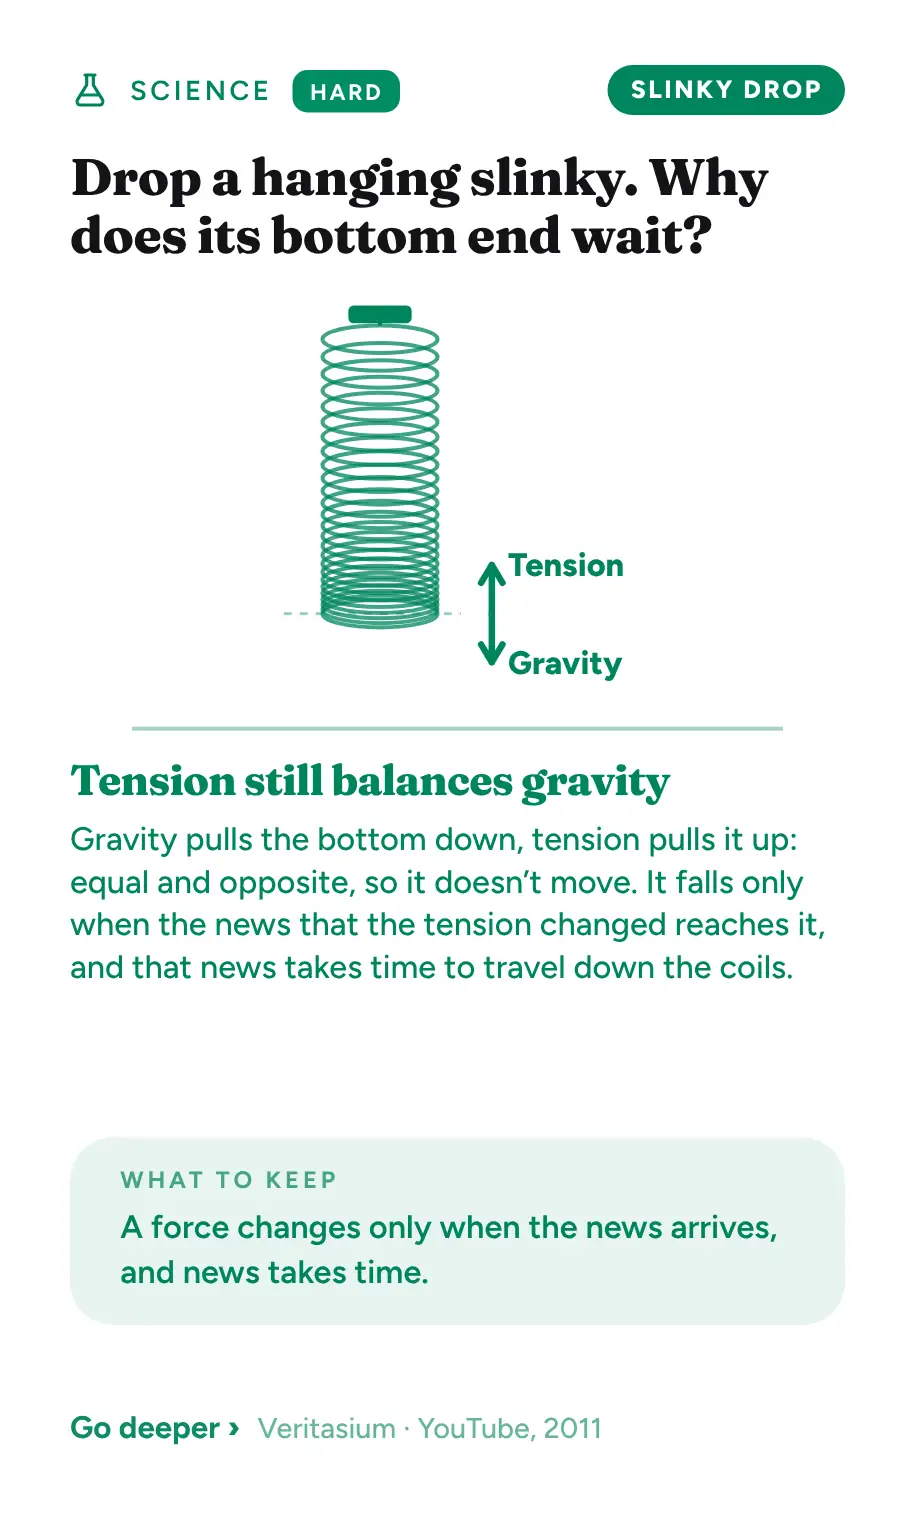 SCIENCE HARD SLINKY DROP
Drop a hanging slinky. Why
does its bottom end wait?
Tension
Gravity
Tension still balances gravity
Gravity pulls the bottom down, tension pulls it up:
equal and opposite, so it doesn’t move. It falls only
when the news that the tension changed reaches it,
and that news takes time to travel down the coils.
WHAT TO KEEP
A force changes only when the news arrives,
and news takes time.
Go deeper › Veritasium · YouTube, 2011